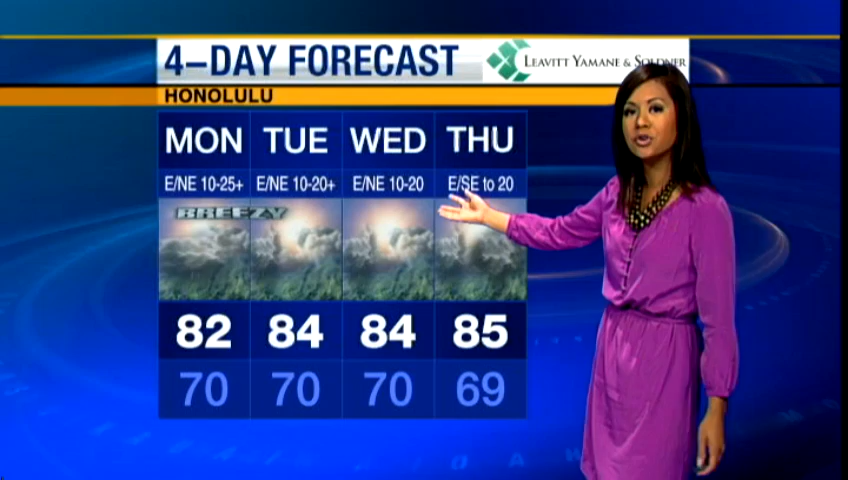 4-DAY FORECAST
LEAVITT YAMANE & SOLDNER
HONOLULU
MON TUE WED THU
E/NE 10-25+ E/NE 10-20+ E/NE 10-20 E/SE to 20
BREEZY
82 84 84 85
70 70 70 69